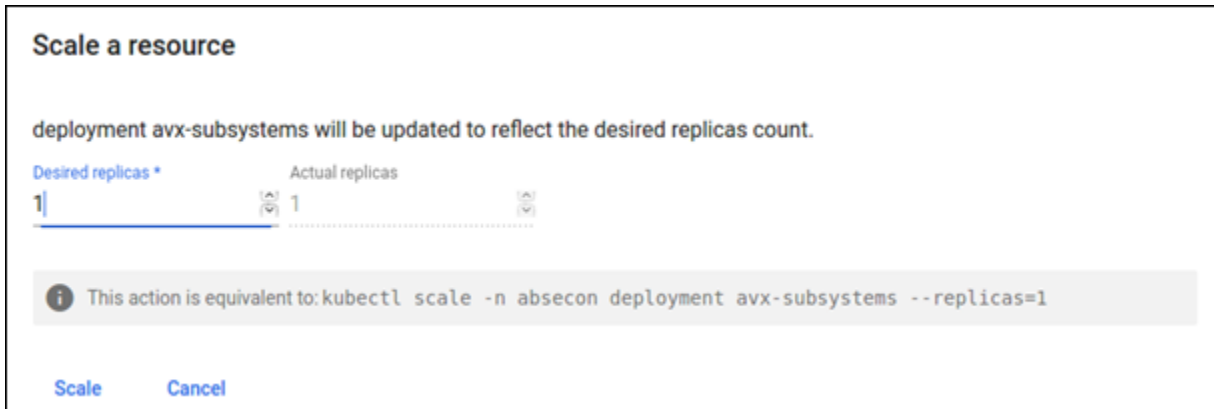 Scale a resource
deployment avx-subsystems will be updated to reflect the desired replicas count.
Desired replicas * Actual replicas
1 1
This action is equivalent to: kubectl scale -n absecon deployment avx-subsystems --replicas=1
Scale Cancel